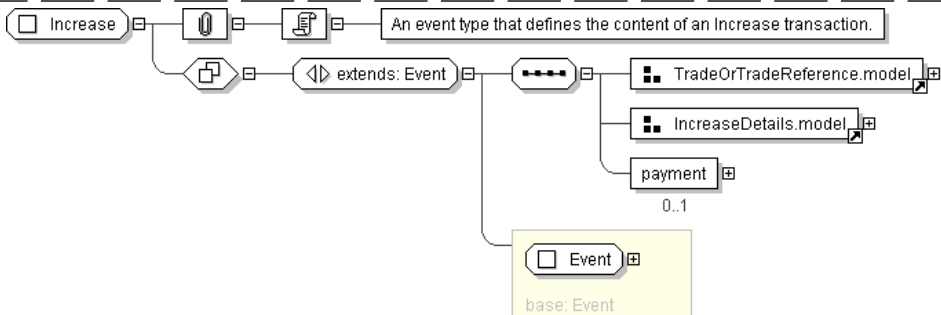 Increase
An event type that defines the content of an Increase transaction.
extends: Event
TradeOrTradeReference.model
IncreaseDetails.model
payment
0..1
Event
base: Event